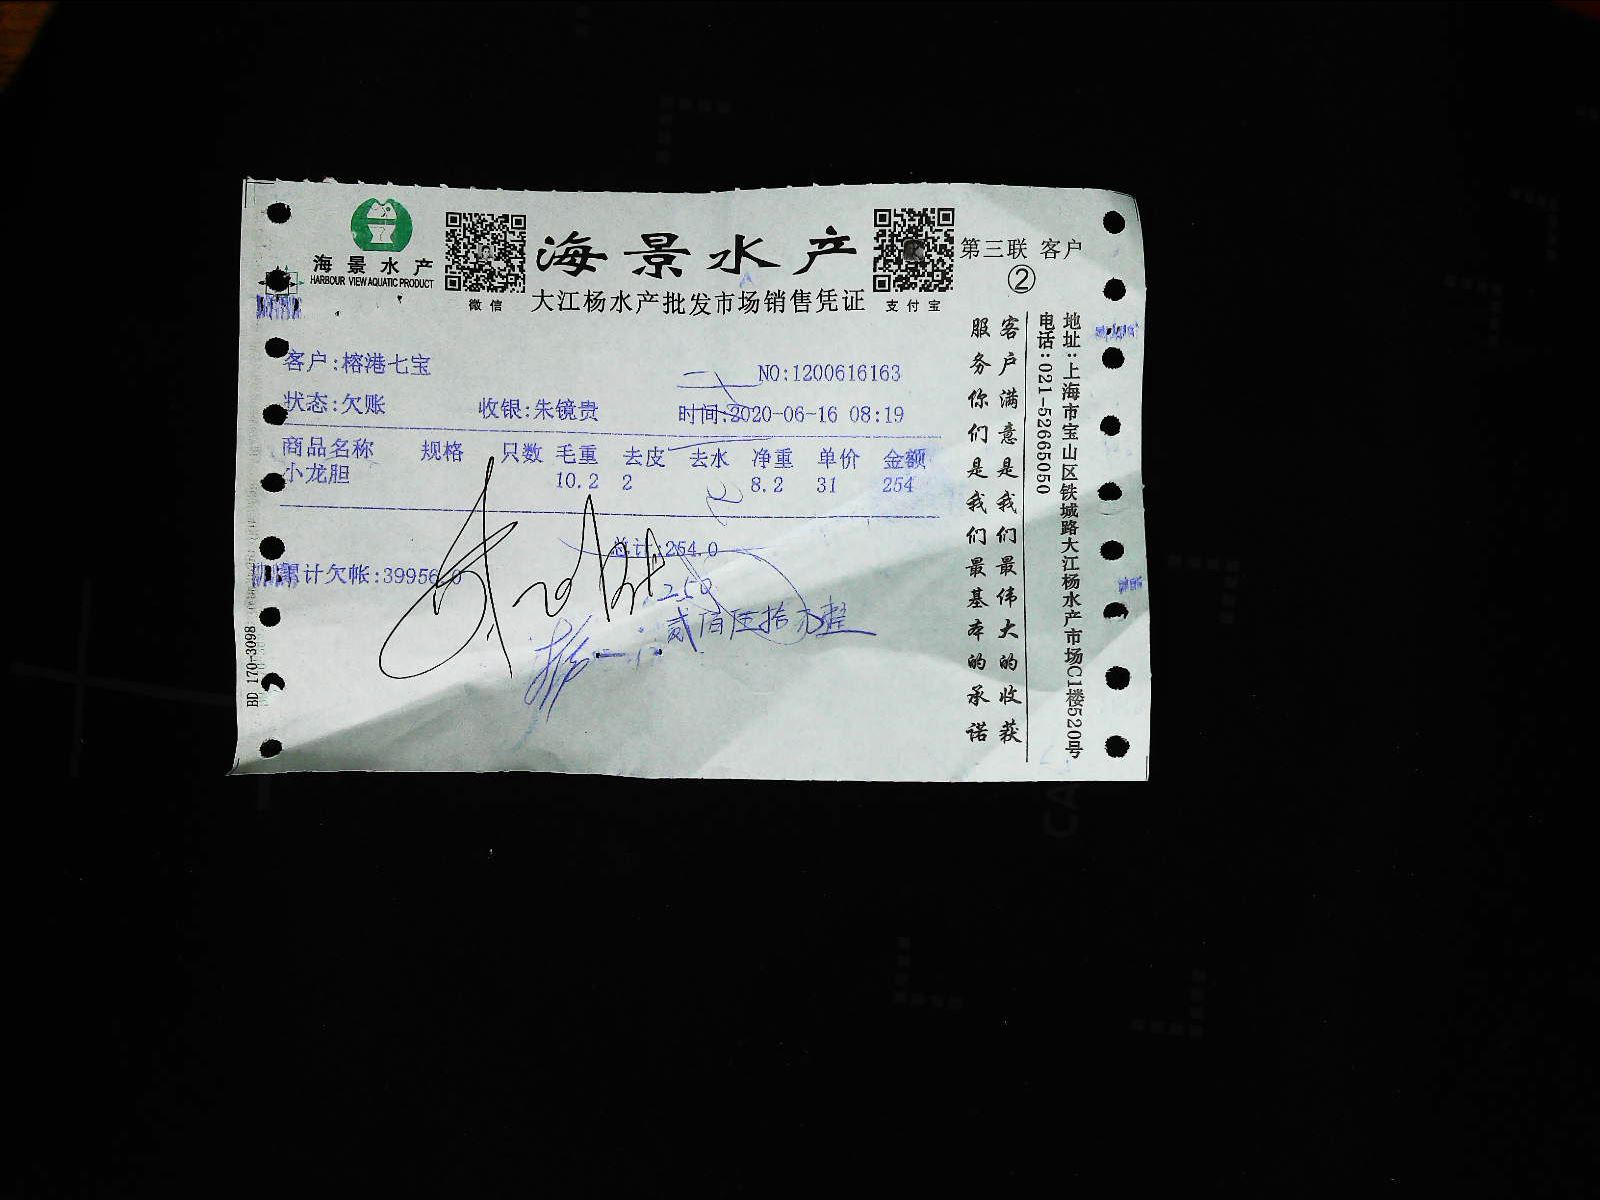 海景水产
HARBOUR VIEW AQUATIC PRODUCT
微信
海景水产
大江杨水产批发市场销售凭证
支付宝
第三联 客户
②
客户:榕港七宝
NO:1200616163
状态:欠账 收银:朱镜贵 时间:2020-06-16 08:19
商品名称 规格 只数 毛重 去皮 去水 净重 单价 金额
小龙胆 10.2 2 8.2 31 254
总计:254.0
累计欠帐:39956.0
250
贰佰伍拾元整
客户满意是我们最伟大的收获
服务你们是我们最基本的承诺
地址:上海市宝山区铁城路大江杨水产市场C1楼520号
电话:021-52665050
BD 170-3098